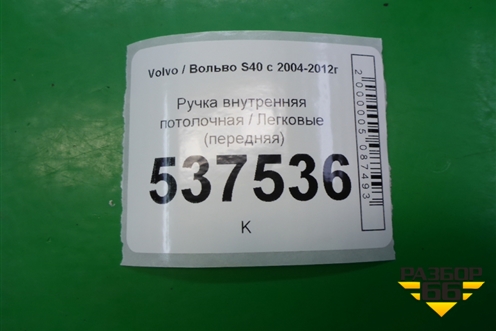 Volvo / Вольво S40 с 2004-2012г
Ручка внутренняя
потолочная / Легковые
(передняя)
537536
К
2000005087493
РАЗБОР
66